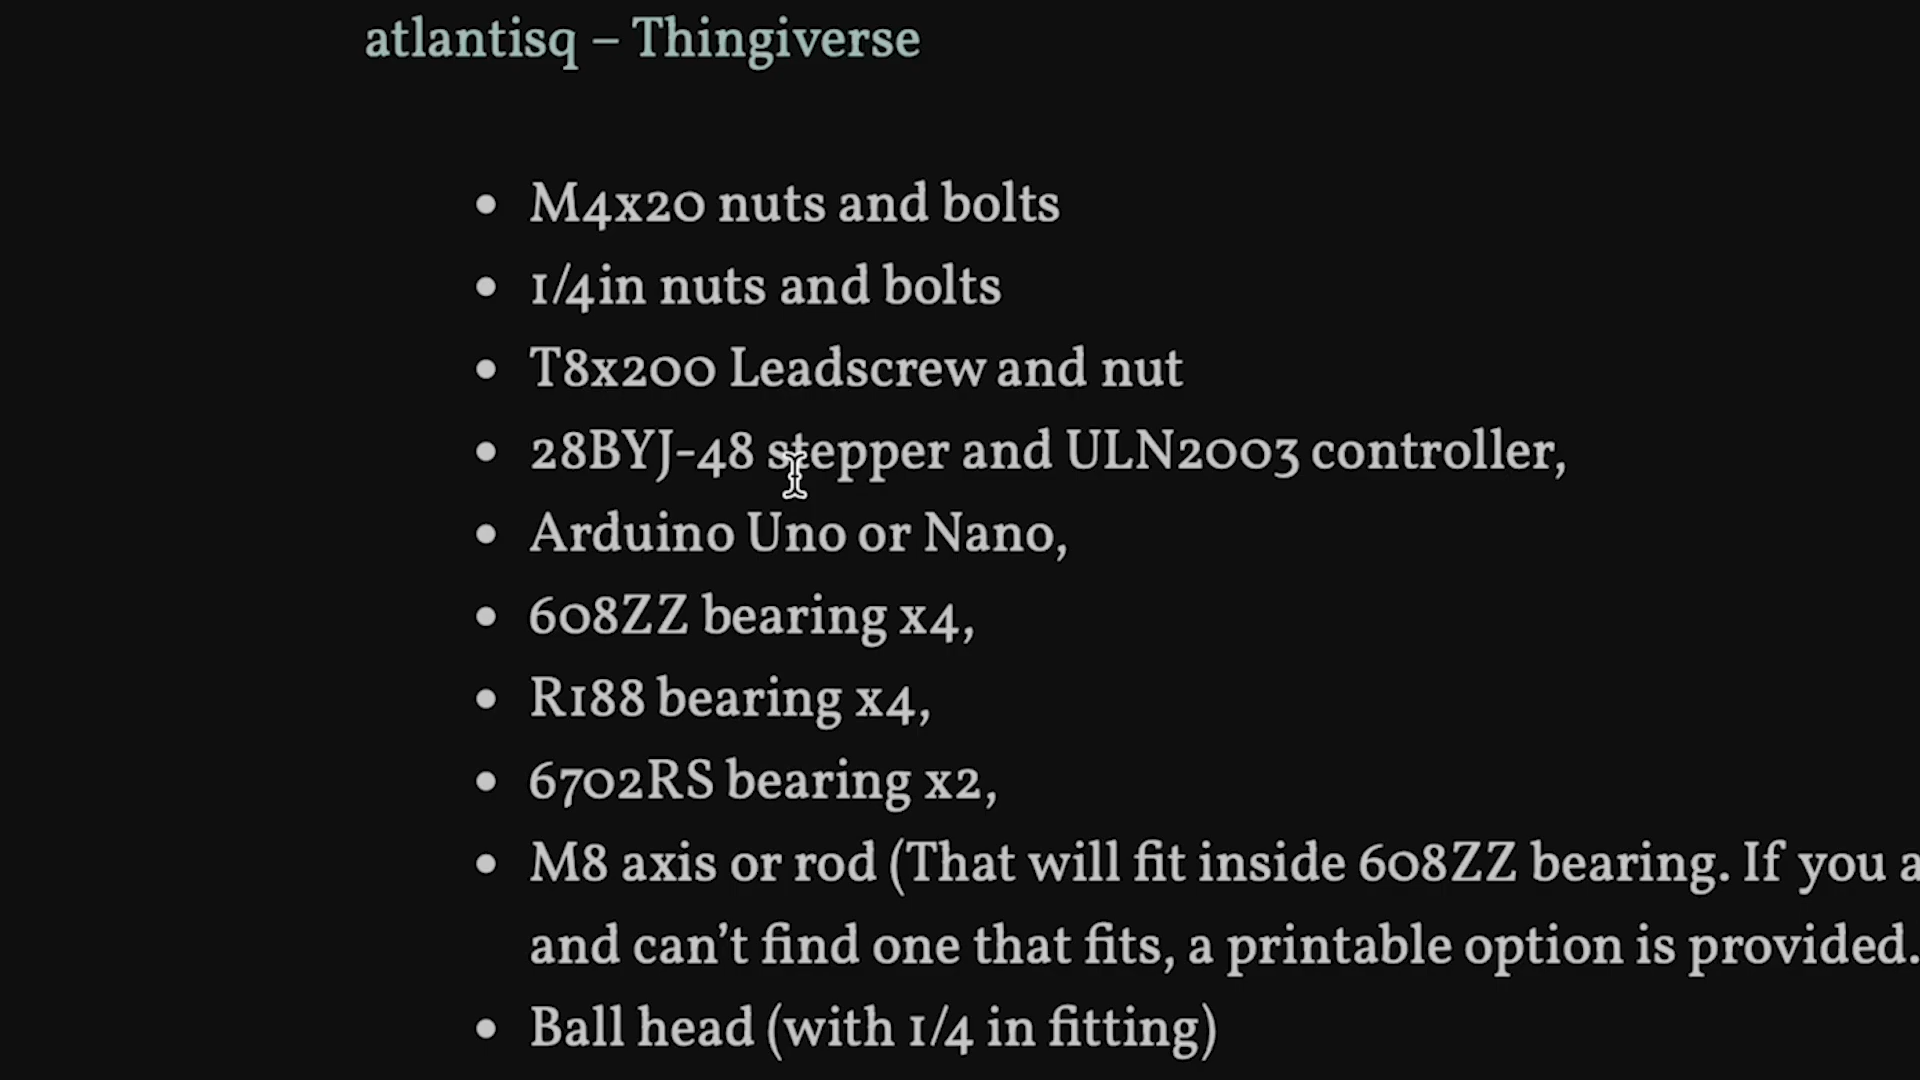 atlantisq – Thingiverse
• M4x20 nuts and bolts
• 1/4in nuts and bolts
• T8x200 Leadscrew and nut
• 28BYJ-48 stepper and ULN2003 controller,
• Arduino Uno or Nano,
• 608ZZ bearing x4,
• R188 bearing x4,
• 6702RS bearing x2,
• M8 axis or rod (That will fit inside 608ZZ bearing. If you a
and can’t find one that fits, a printable option is provided.
• Ball head (with 1/4 in fitting)